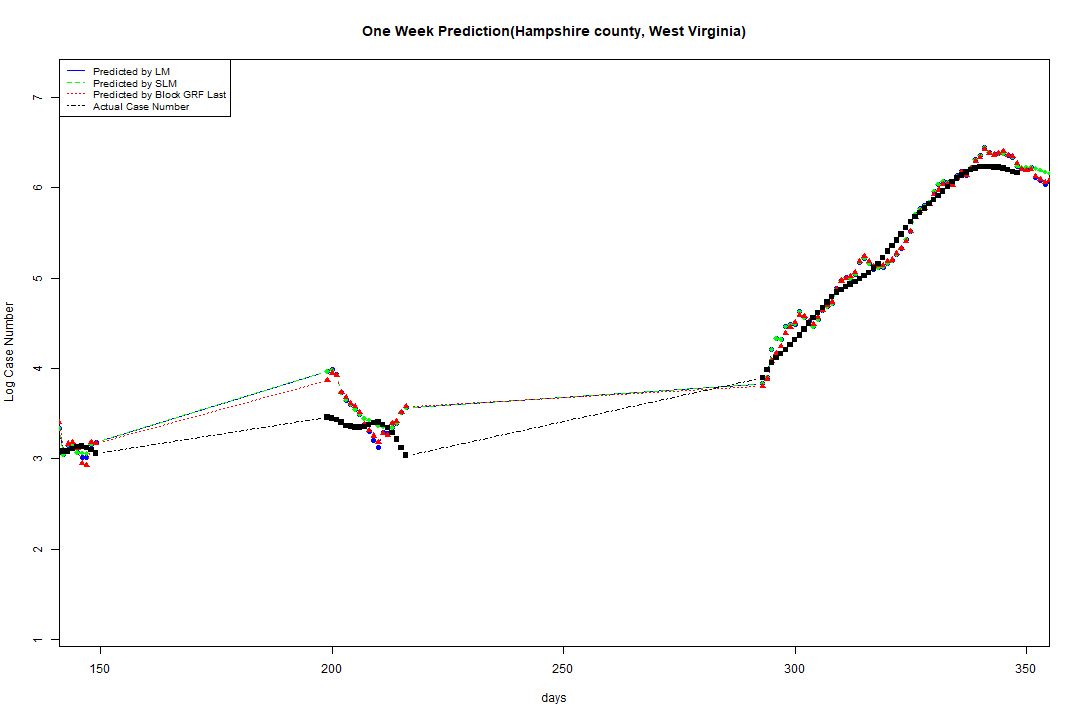 One Week Prediction(Hampshire county, West Virginia)
Predicted by LM
Predicted by SLM
Predicted by Block GRF Last
Actual Case Number
Log Case Number
7
6
5
4
3
2
1
150
200
250
300
350
days